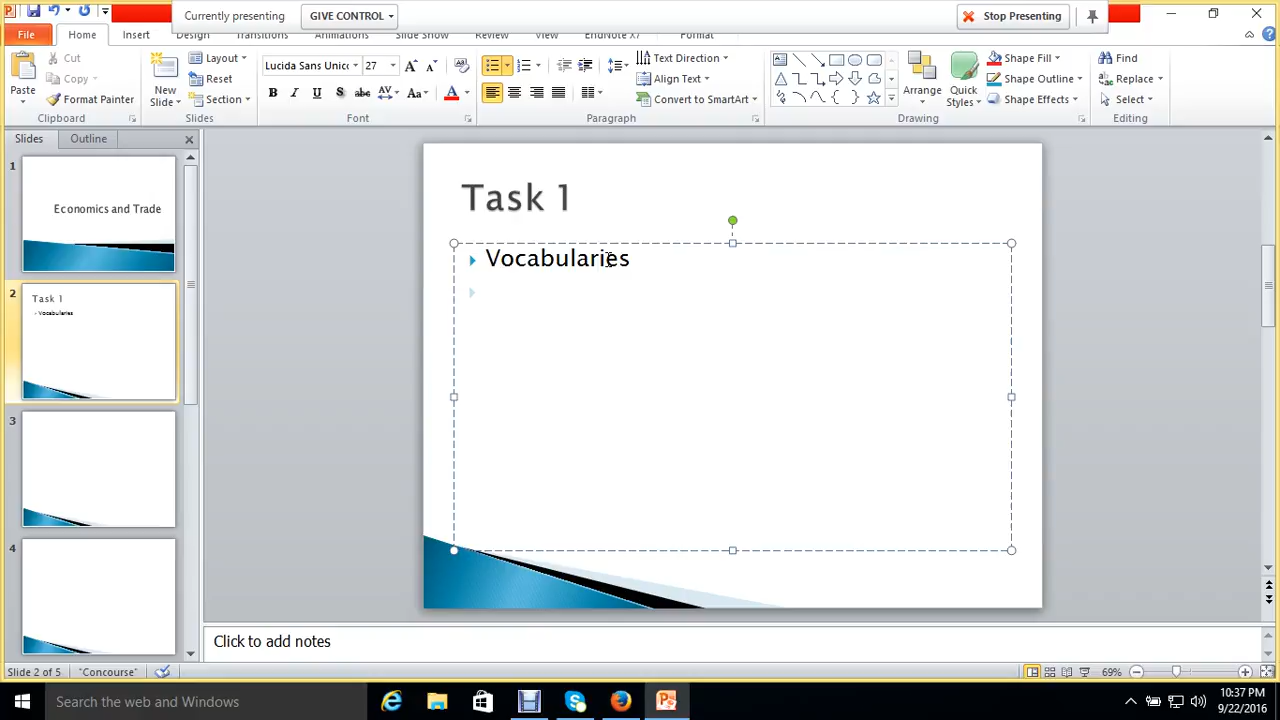 Currently presenting
GIVE CONTROL
Stop Presenting
File
Home
Insert
Design
Transitions
Animations
Slide Show
Review
View
EndNote X7
Format
Paste
Cut
Copy
Format Painter
Clipboard
New
Slide
Layout
Reset
Section
Slides
Lucida Sans Unic
27
Font
Paragraph
Text Direction
Align Text
Convert to SmartArt
Arrange
Quick
Styles
Shape Fill
Shape Outline
Shape Effects
Drawing
Find
Replace
Select
Editing
Slides
Outline
1
Economics and Trade
2
Task 1
Vocabularies
3
4
Task 1
Vocabularies
Click to add notes
Slide 2 of 5
"Concourse"
69%
Search the web and Windows
10:37 PM
9/22/2016